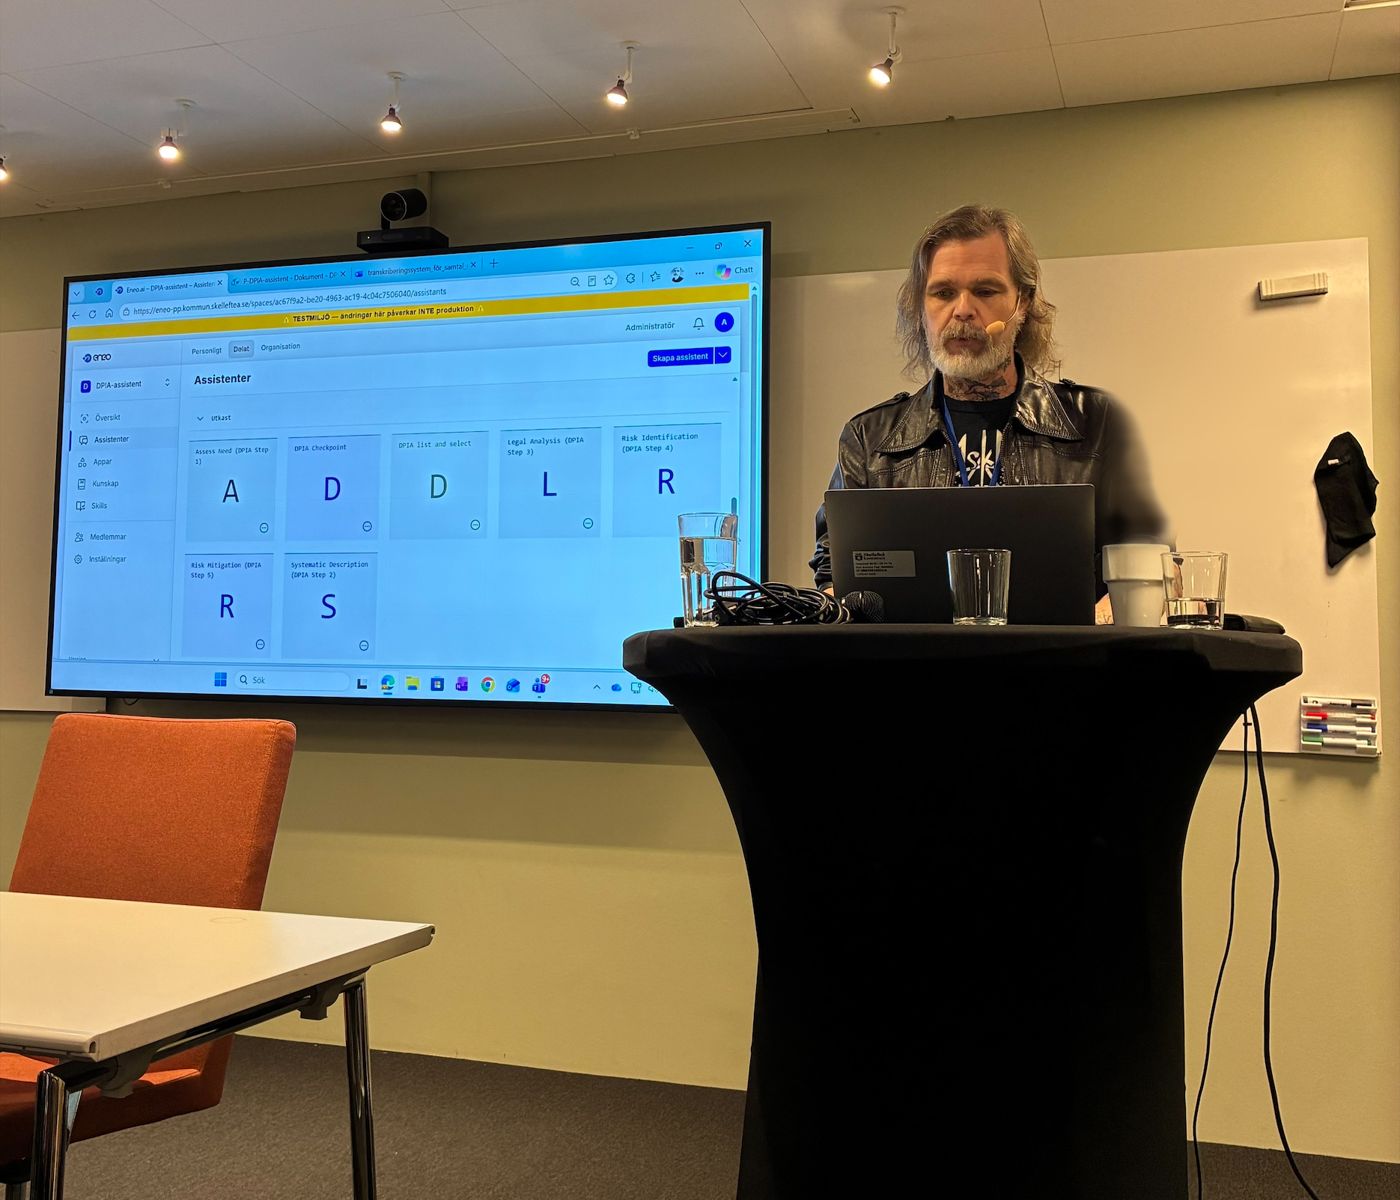 Eneo.ai – DPIA-assistent – Assisten
P-DPIA-assistent - Dokument - DP
transkriberingssystem_för_samtal
https://eneo-pp.kommun.skelleftea.se/spaces/ac67f9a2-be20-4963-ac19-4c04c7506040/assistants
Chatt
TESTMILJÖ — ändringar här påverkar INTE produktion
eneo
Personligt
Delat
Organisation
Administratör
A
D
DPIA-assistent
Assistenter
Skapa assistent
Översikt
Assistenter
Appar
Kunskap
Skills
Medlemmar
Inställningar
Utkast
Assess Need (DPIA Step
1)
A
DPIA Checkpoint
D
DPIA list and select
D
Legal Analysis (DPIA
Step 3)
L
Risk Identification
(DPIA Step 4)
R
Risk Mitigation (DPIA
Step 5)
R
Systematic Description
(DPIA Step 2)
S
Sök
9+